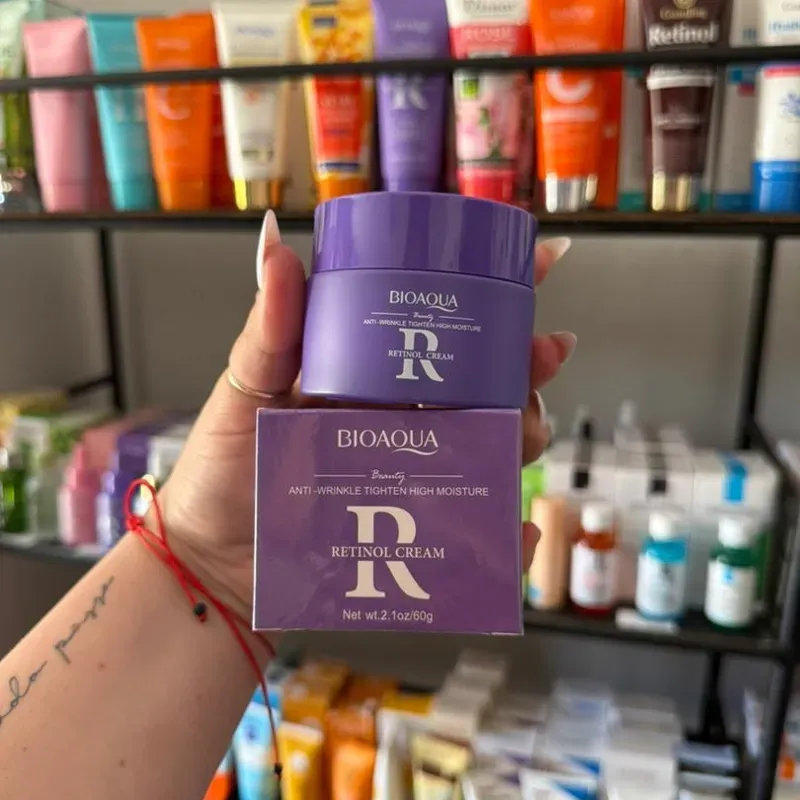 Retinol
C
R
BIOAQUA
Beauty
ANTI-WRINKLE TIGHTEN HIGH MOISTURE
R
RETINOL CREAM
BIOAQUA
Beauty
ANTI-WRINKLE TIGHTEN HIGH MOISTURE
R
RETINOL CREAM
Net wt.2.1oz/60g